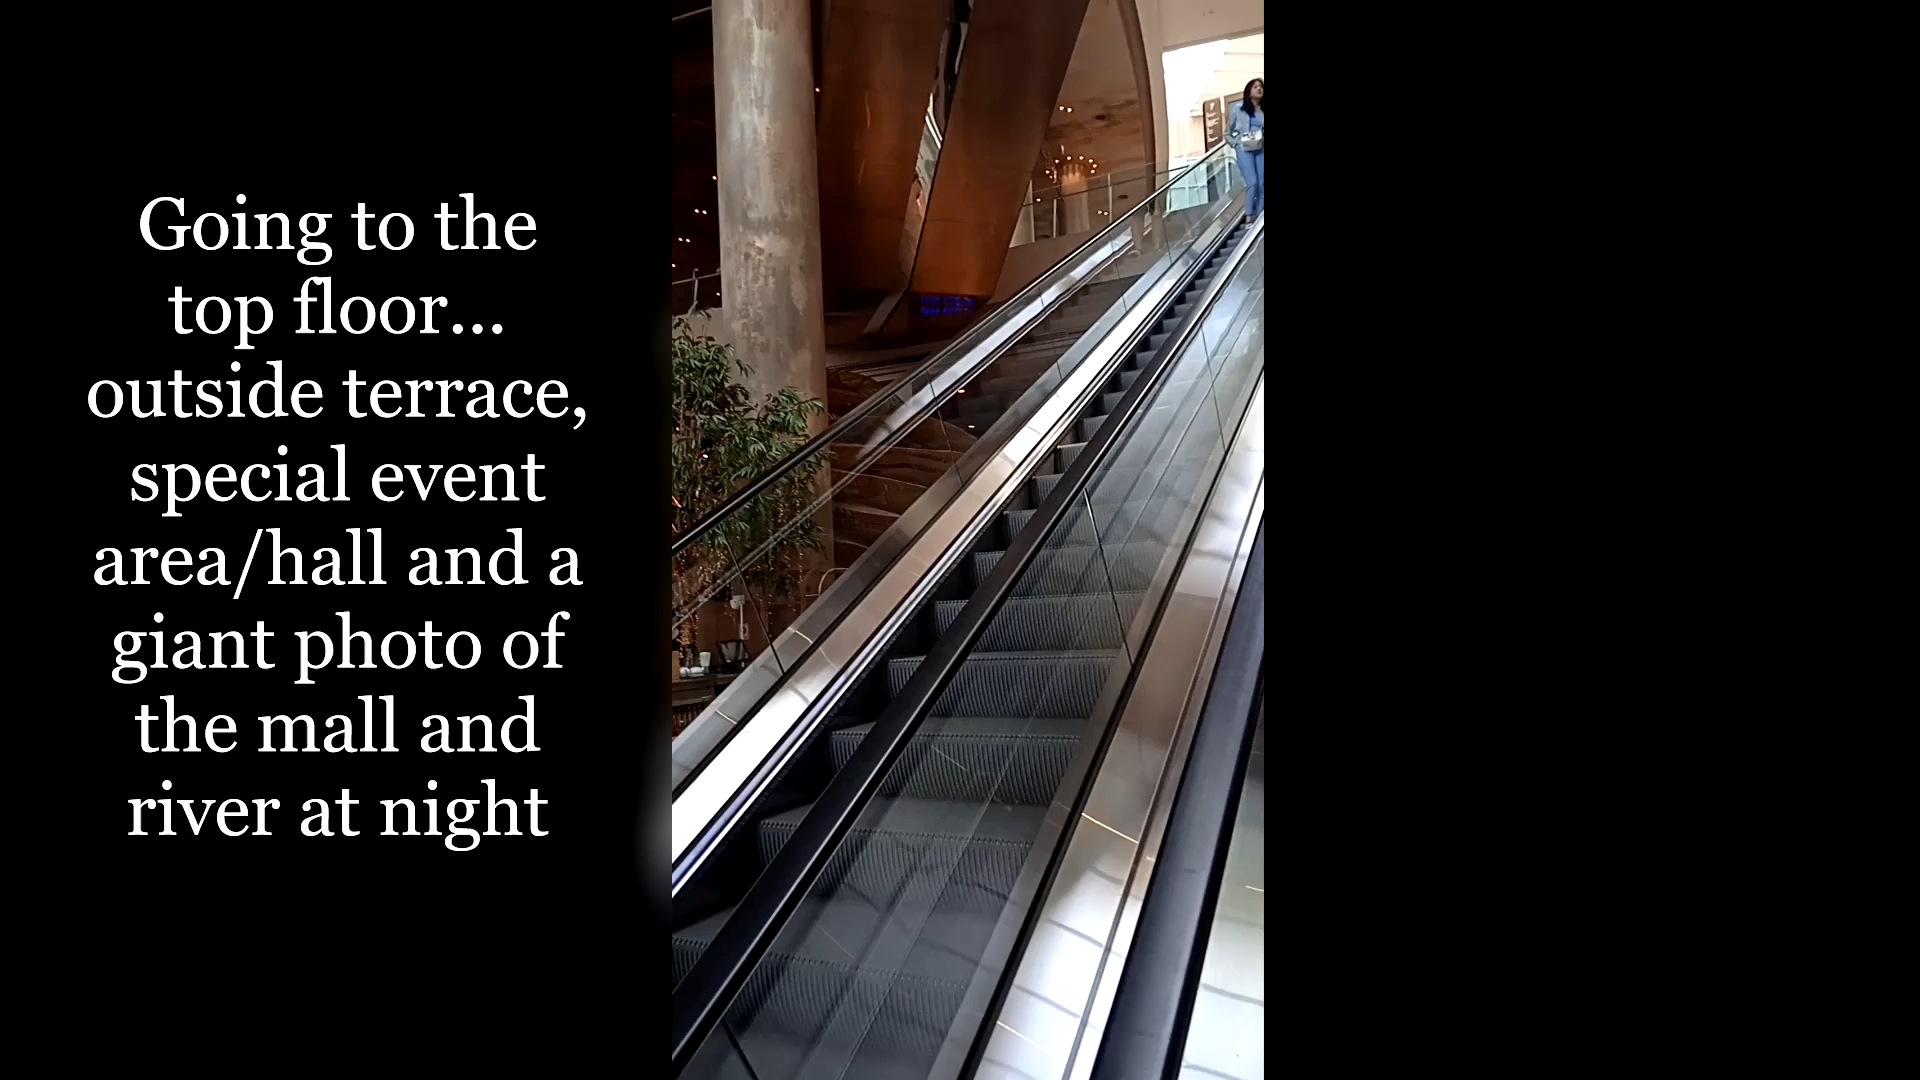 Going to the
top floor...
outside terrace,
special event
area/hall and a
giant photo of
the mall and
river at night